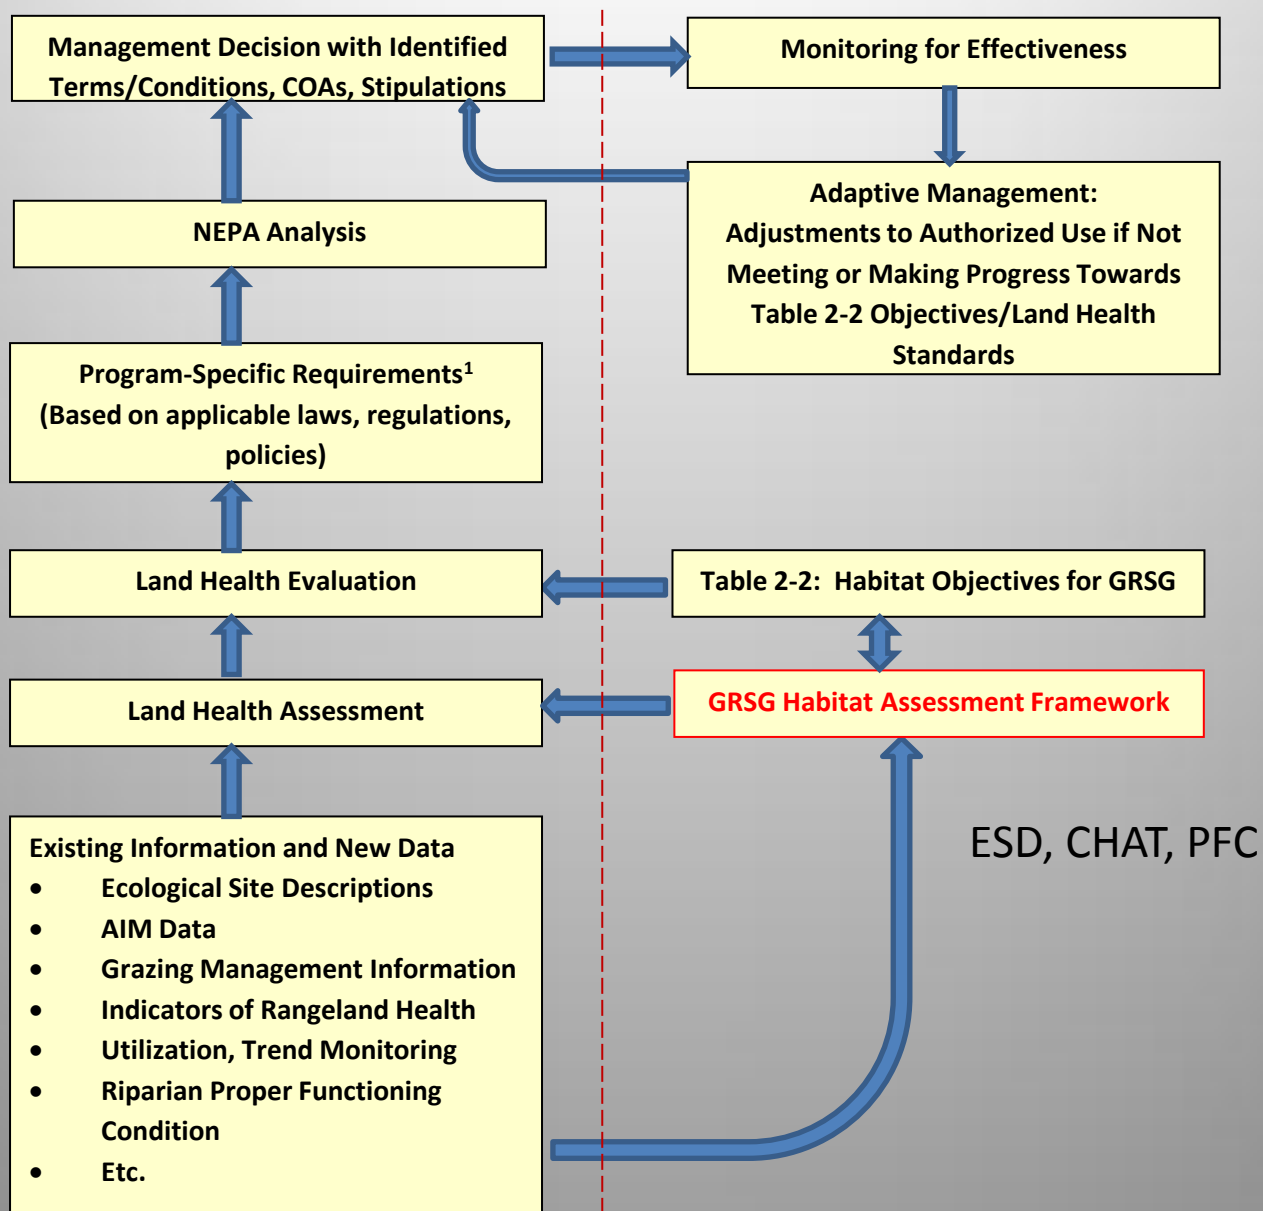 Management Decision with Identified
Terms/Conditions, COAs, Stipulations
Monitoring for Effectiveness
Adaptive Management:
Adjustments to Authorized Use if Not
Meeting or Making Progress Towards
Table 2-2 Objectives/Land Health
Standards
NEPA Analysis
Program-Specific Requirements¹
(Based on applicable laws, regulations,
policies)
Land Health Evaluation
Table 2-2: Habitat Objectives for GRSG
Land Health Assessment
GRSG Habitat Assessment Framework
Existing Information and New Data
• Ecological Site Descriptions
• AIM Data
• Grazing Management Information
• Indicators of Rangeland Health
• Utilization, Trend Monitoring
• Riparian Proper Functioning
Condition
• Etc.
ESD, CHAT, PFC